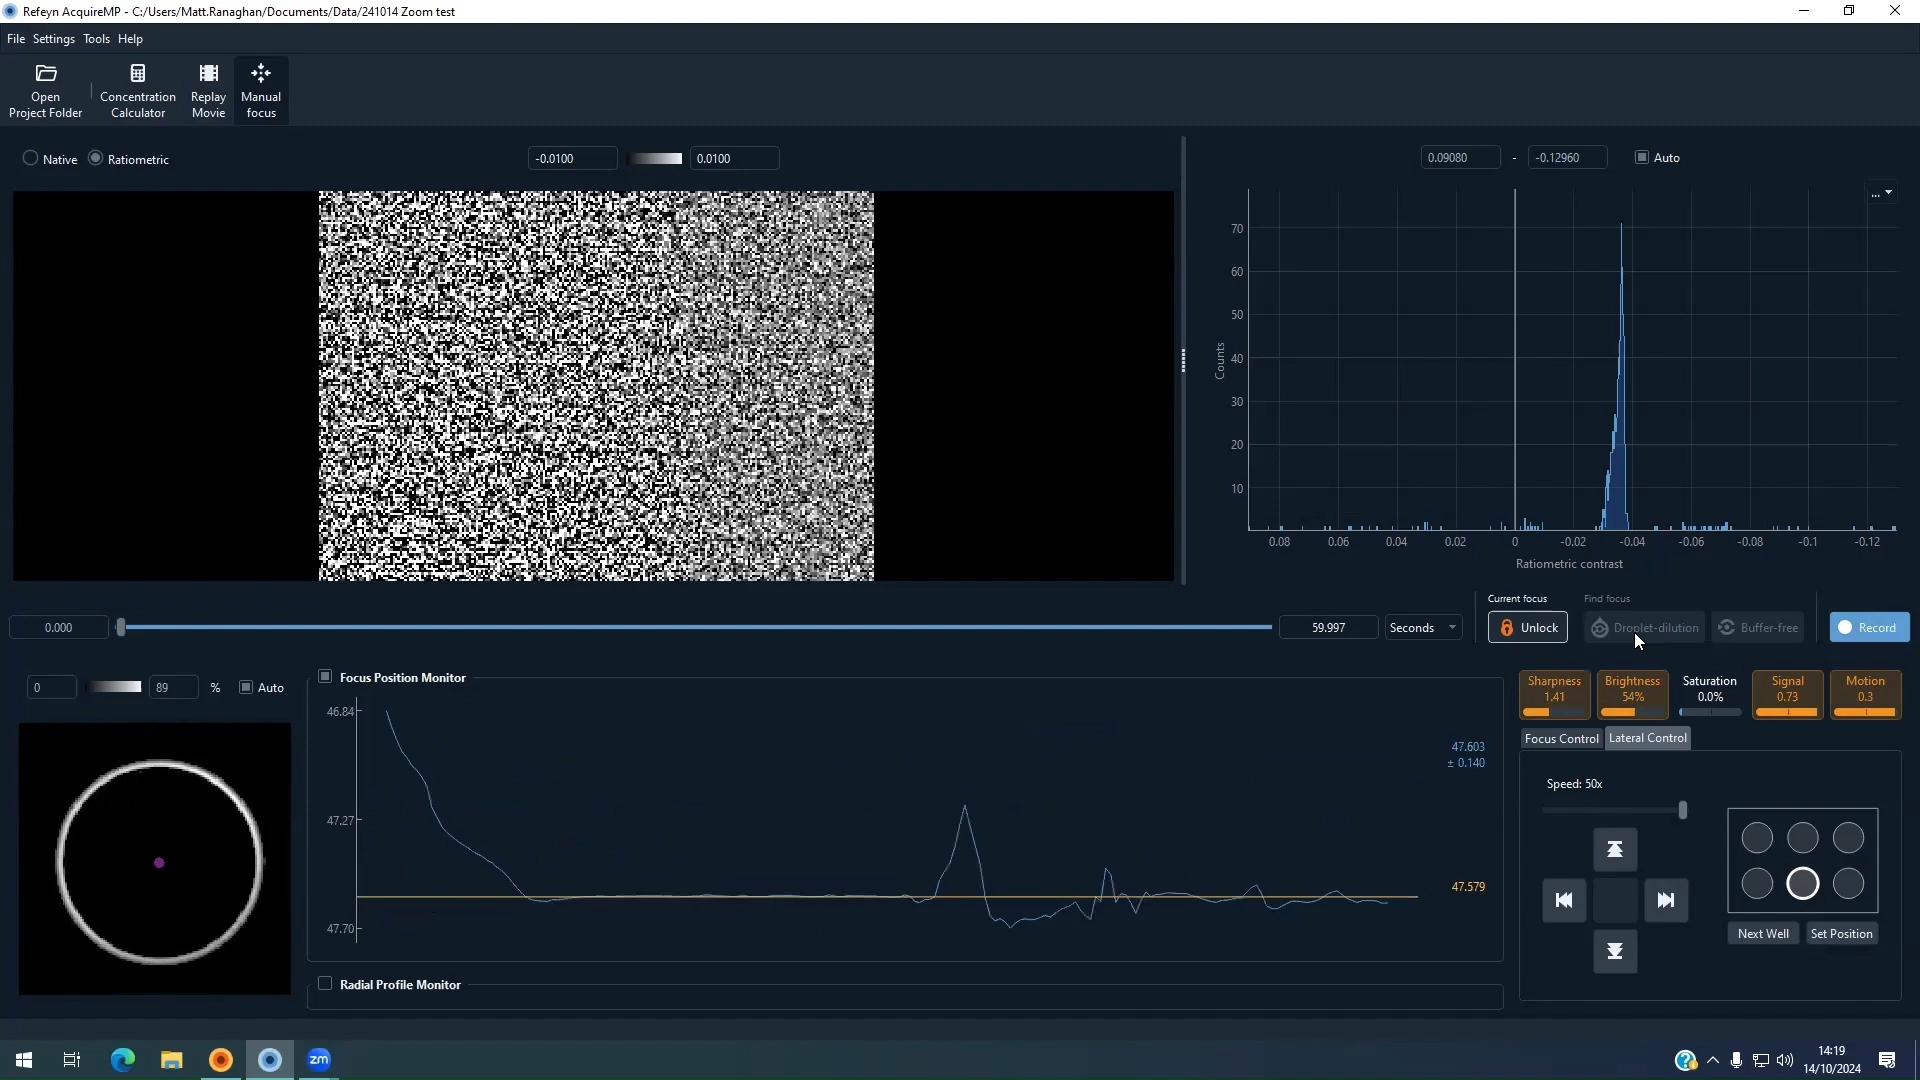 Refeyn AcquireMP - C:/Users/Matt.Ranaghan/Documents/Data/241014 Zoom test
File Settings Tools Help
Open Project Folder
Concentration Calculator
Replay Movie
Manual focus
Native Ratiometric
-0.0100 0.0100
0.09080 - -0.12960 Auto
...
70
60
50
40
30
20
10
Counts
0.08 0.06 0.04 0.02 0 -0.02 -0.04 -0.06 -0.08 -0.1 -0.12
Ratiometric contrast
Current focus Find focus
0.000 59.997 Seconds Unlock Droplet-dilution Buffer-free Record
0 89 % Auto
Focus Position Monitor
46.84
47.27
47.70
47.603
± 0.140
47.579
Radial Profile Monitor
Sharpness Brightness Saturation Signal Motion
1.41 54% 0.0% 0.73 0.3
Focus Control Lateral Control
Speed: 50x
Next Well Set Position
zm
14:19
14/10/2024